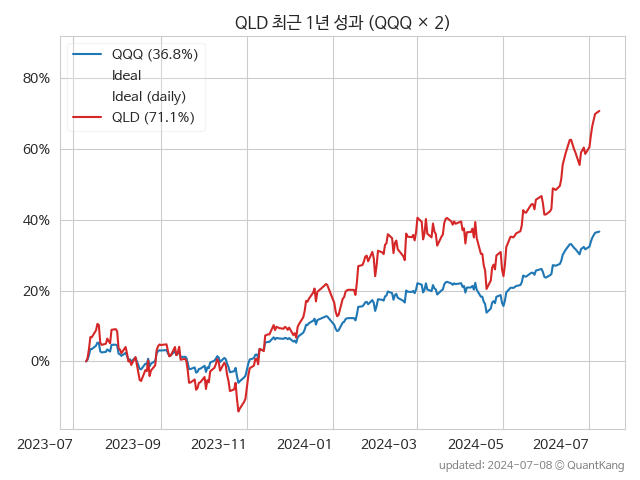 QLD 최근 1년 성과 (QQQ × 2)
QQQ (36.8%)
Ideal
Ideal (daily)
QLD (71.1%)
80%
60%
40%
20%
0%
2023-07 2023-09 2023-11 2024-01 2024-03 2024-05 2024-07
updated: 2024-07-08 © QuantKang